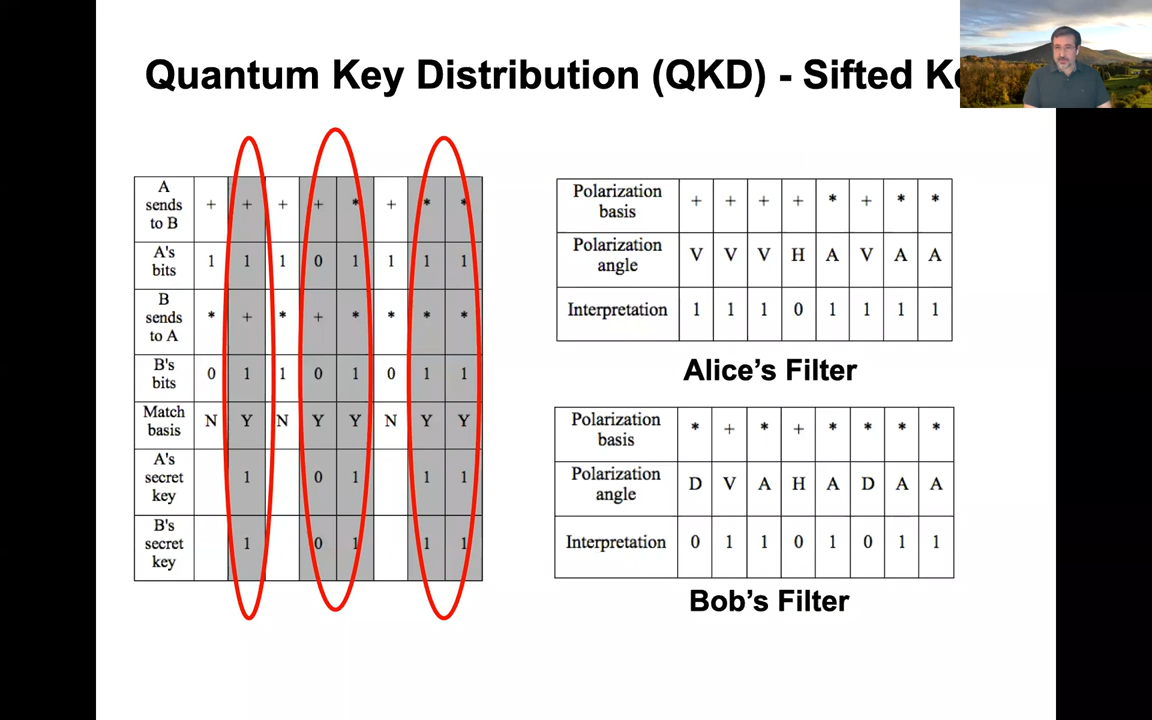 Quantum Key Distribution (QKD) - Sifted
A sends to B + + + + * + * *
A's bits 1 1 1 0 1 1 1 1
B sends to A * + * + * * * *
B's bits 0 1 1 0 1 0 1 1
Match basis N Y N Y Y N Y Y
A's secret key 1 0 1 1 1
B's secret key 1 0 1 1 1
Polarization basis + + + + * + * *
Polarization angle V V V H A V A A
Interpretation 1 1 1 0 1 1 1 1
Alice's Filter
Polarization basis * + * + * * * *
Polarization angle D V A H A D A A
Interpretation 0 1 1 0 1 0 1 1
Bob's Filter